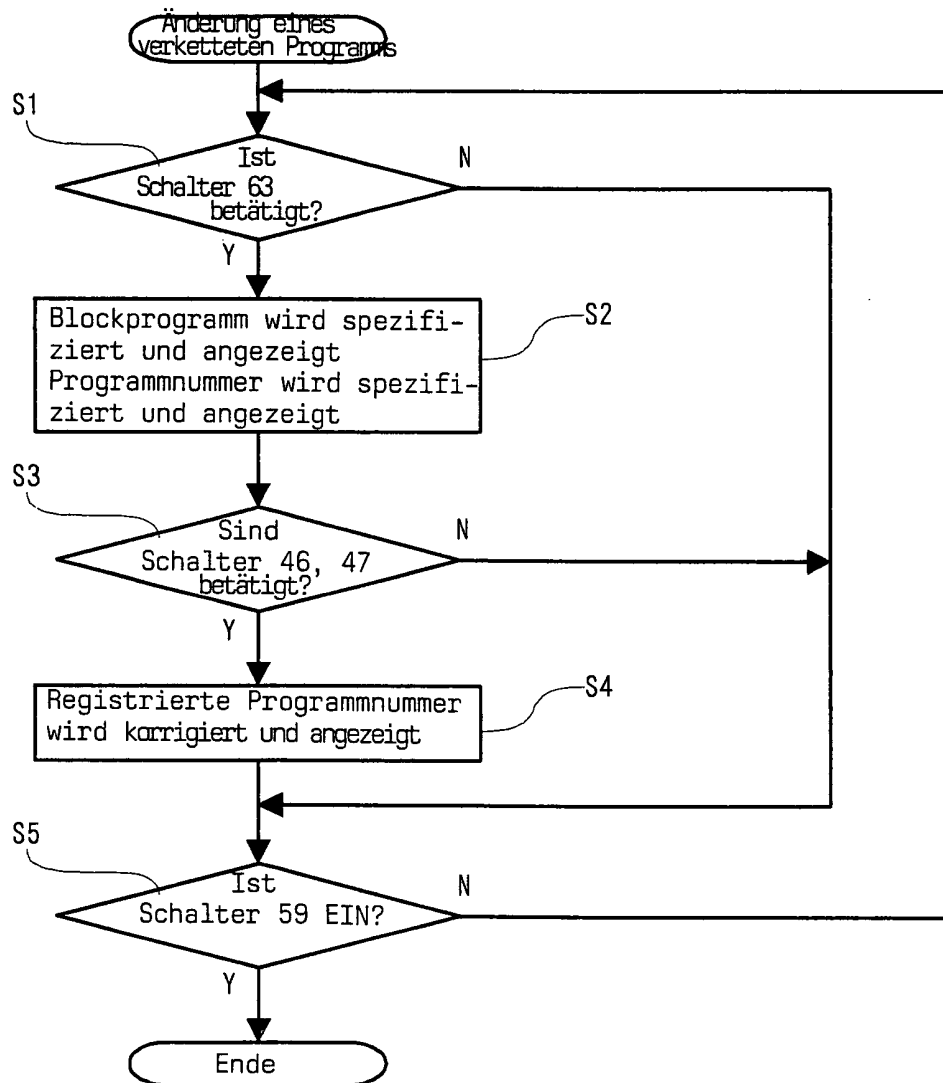 Änderung eines
verketteten Programms
S1
Ist
Schalter 63
betätigt?
N
Y
Blockprogramm wird spezifi-
ziert und angezeigt
Programmnummer wird spezifi-
ziert und angezeigt
S2
S3
Sind
Schalter 46, 47
betätigt?
N
Y
Registrierte Programmnummer
wird korrigiert und angezeigt
S4
S5
Ist
Schalter 59 EIN?
N
Y
Ende